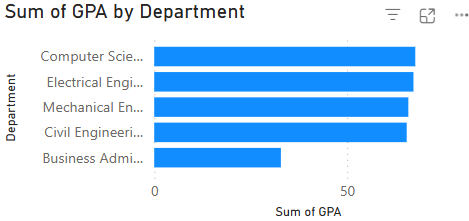 Sum of GPA by Department
Computer Scie...
Electrical Engi...
Mechanical En...
Civil Engineeri...
Business Admi...
Department
0
50
Sum of GPA